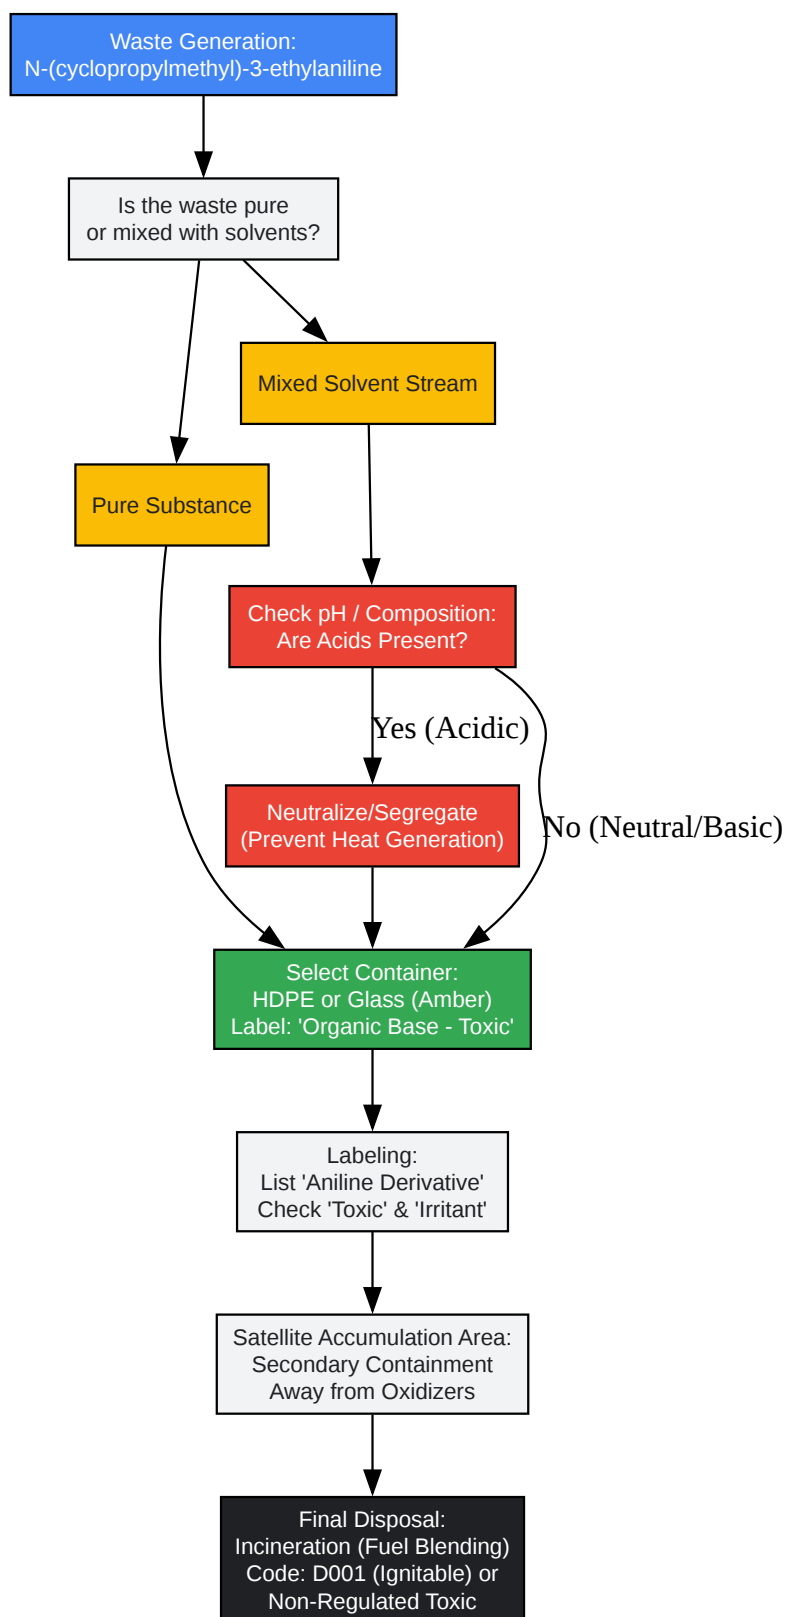 Waste Generation:
N-(cyclopropylmethyl)-3-ethylaniline
Is the waste pure
or mixed with solvents?
Mixed Solvent Stream
Pure Substance
Check pH / Composition:
Are Acids Present?
Yes (Acidic)
Neutralize/Segregate
(Prevent Heat Generation)
No (Neutral/Basic)
Select Container:
HDPE or Glass (Amber)
Label: 'Organic Base - Toxic'
Labeling:
List 'Aniline Derivative'
Check 'Toxic' & 'Irritant'
Satellite Accumulation Area:
Secondary Containment
Away from Oxidizers
Final Disposal:
Incineration (Fuel Blending)
Code: D001 (Ignitable) or
Non-Regulated Toxic